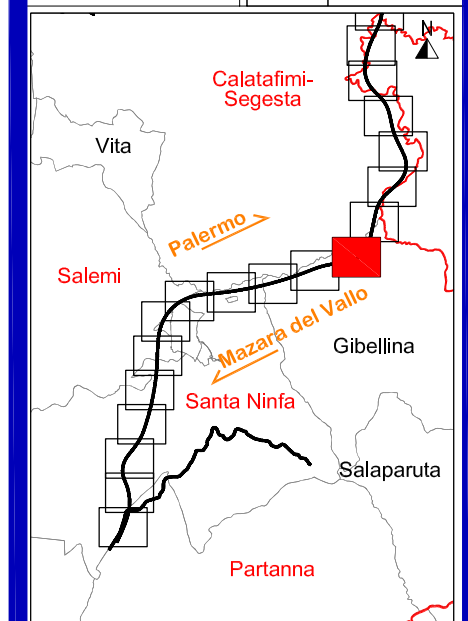 N
Calatafimi-
Segesta
Vita
Palermo
Salemi
Mazara del Vallo
Gibellina
Santa Ninfa
Salaparuta
Partanna